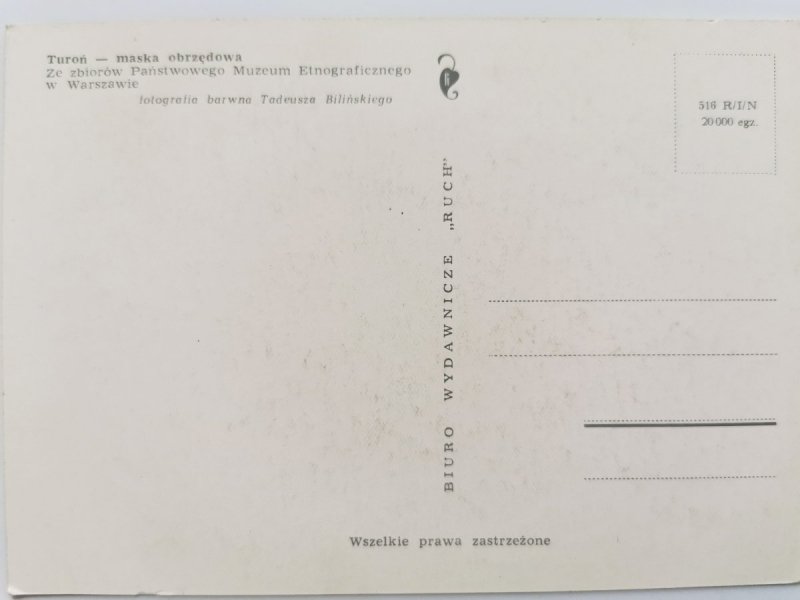 Turoń — maska obrzędowa
Ze zbiorów Państwowego Muzeum Etnograficznego
w Warszawie
fotografia barwna Tadeusza Bilińskiego
BIURO WYDAWNICZE „RUCH”
516 R/I/N
20 000 egz.
Wszelkie prawa zastrzeżone